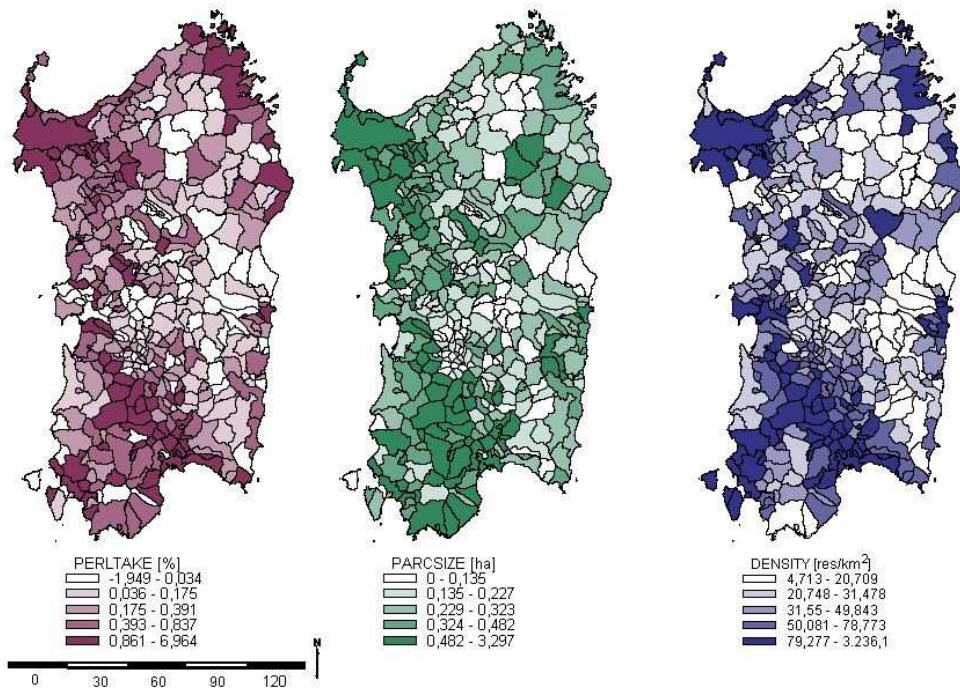 PERLTAKE [%]
-1,949 - 0,034
0,036 - 0,175
0,175 - 0,391
0,393 - 0,837
0,861 - 6,964
PARCSIZE [ha]
0 - 0,135
0,135 - 0,227
0,229 - 0,323
0,324 - 0,482
0,482 - 3,297
DENSITY [res/km²]
4,713 - 20,709
20,748 - 31,478
31,55 - 49,843
50,081 - 78,773
79,277 - 3.236,1
N
0 30 60 90 120